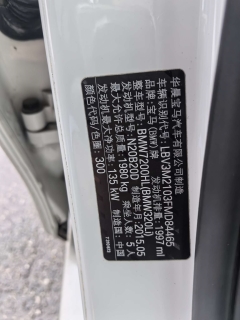 华晨宝马汽车有限公司制造
车辆识别代号：LBV3M2103FMD84465
品牌：宝马(BMW)牌
整车型号：BMW7200HL(BMW320Li)
发动机型号：N20B20D 发动机排量：1997 ml
最大允许总质量：1980 kg 制造年月：2015.05
发动机最大净功率：135 kW 乘坐人数：5人
颜色代码/色泽：300 制造国：中国